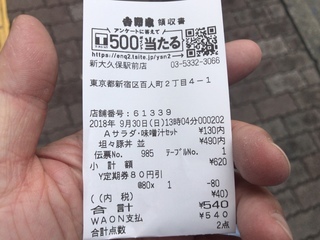 吉野家 領収書
アンケートに答えて
500 当たる
https://enq2.tsite.jp/ysn2
新大久保駅前店 03-5332-3066
東京都新宿区百人町2丁目4-1
店舗番号:61339
2018年 9月30日(日)13時04分000202
Aサラダ・味噌汁セット *¥130内
坦々豚丼 並 *¥490内
伝票No. 985 テーブルNo. 1
小 計 額 ¥620
Y定期券80円引
@80x 1 -80
((内 税) ¥40)
合 計 ¥540
WAON支払 ¥540
合計点数 2点